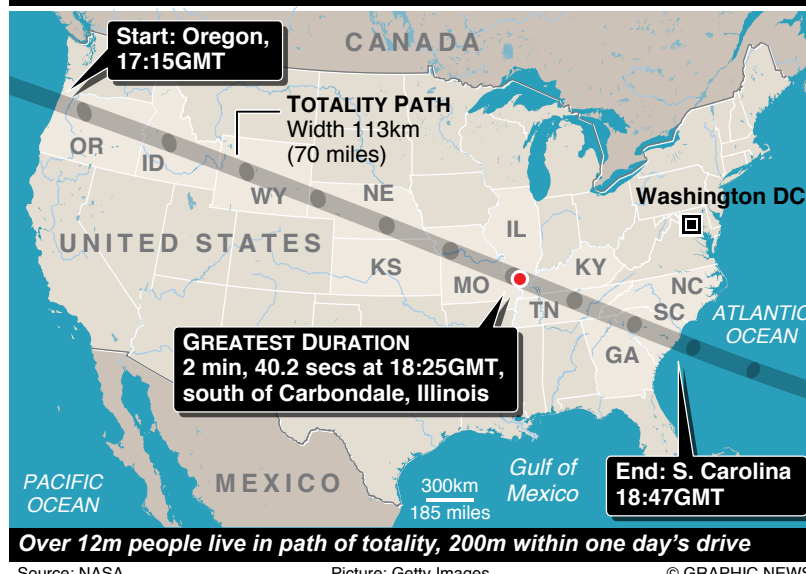 Start: Oregon,
17:15GMT
CANADA
TOTALITY PATH
Width 113km
(70 miles)
OR
ID
WY
NE
Washington DC
IL
UNITED STATES
KS
MO
KY
TN
NC
SC
GA
ATLANTIC
OCEAN
GREATEST DURATION
2 min, 40.2 secs at 18:25GMT,
south of Carbondale, Illinois
PACIFIC
OCEAN
MEXICO
300km
185 miles
Gulf of
Mexico
End: S. Carolina
18:47GMT
Over 12m people live in path of totality, 200m within one day's drive
Source: NASA
Picture: Getty Images
© GRAPHIC NEWS